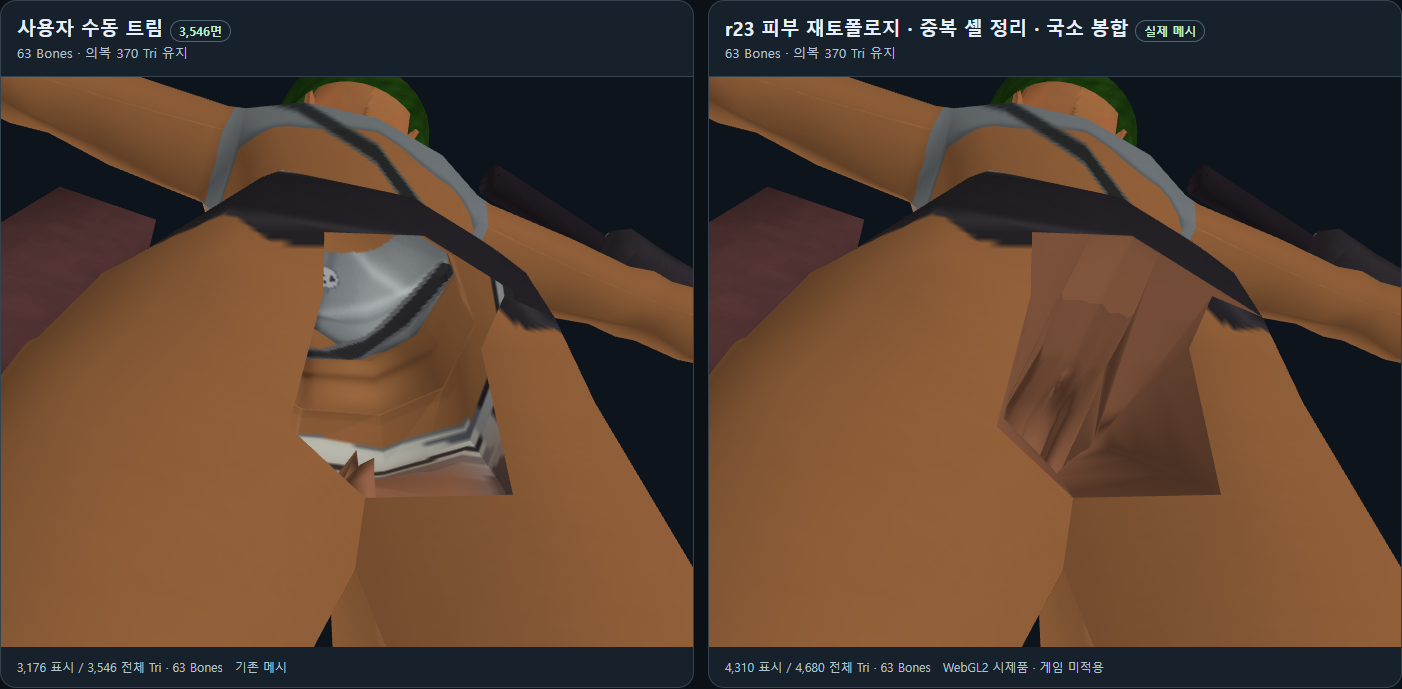 사용자 수동 트림 3,546면
63 Bones · 의복 370 Tri 유지
3,176 표시 / 3,546 전체 Tri · 63 Bones 기존 메시
r23 피부 재토폴로지 · 중복 셸 정리 · 국소 봉합 실제 메시
63 Bones · 의복 370 Tri 유지
4,310 표시 / 4,680 전체 Tri · 63 Bones WebGL2 시제품 · 게임 미적용